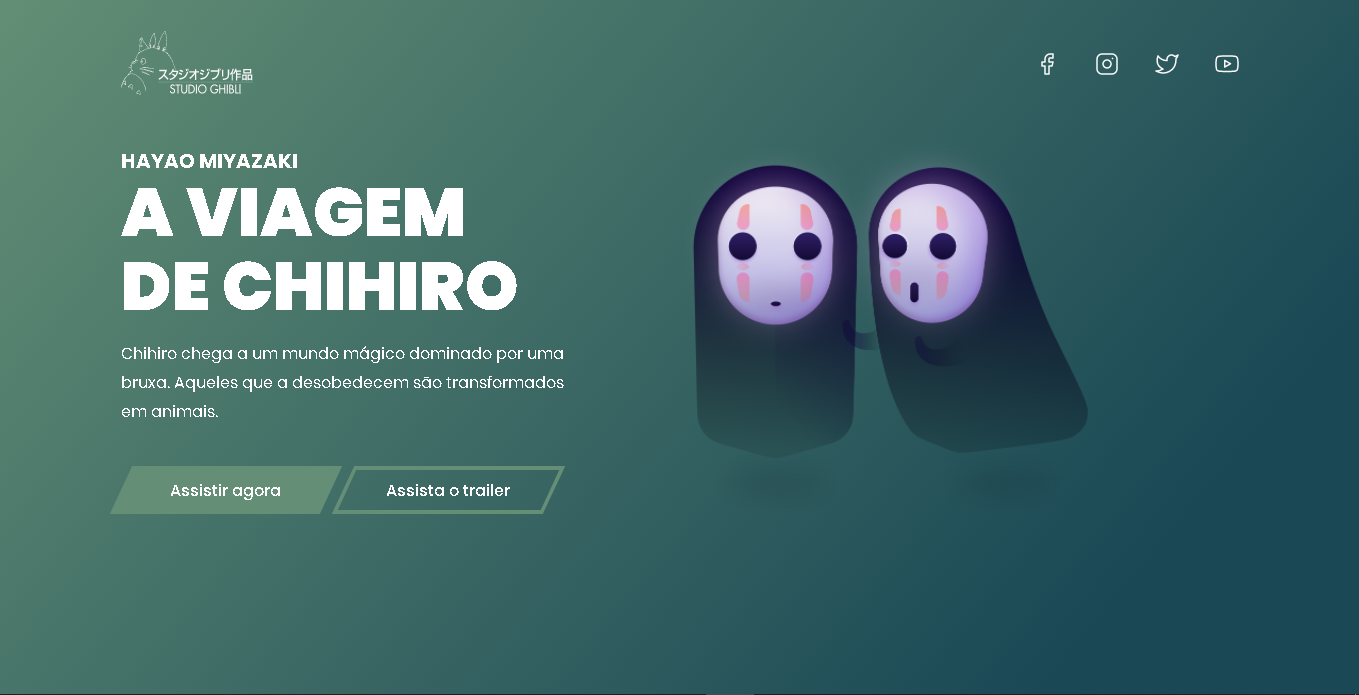 スタジオジブリ作品
STUDIO GHIBLI
HAYAO MIYAZAKI
A VIAGEM
DE CHIHIRO
Chihiro chega a um mundo mágico dominado por uma
bruxa. Aqueles que a desobedecem são transformados
em animais.
Assistir agora
Assista o trailer